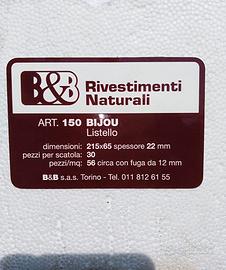 B&B Rivestimenti
Naturali
ART. 150 BIJOU
Listello
dimensioni: 215x65 spessore 22 mm
pezzi per scatola: 30
pezzi/mq: 56 circa con fuga da 12 mm
B&B s.a.s. Torino - Tel. 011 812 61 55